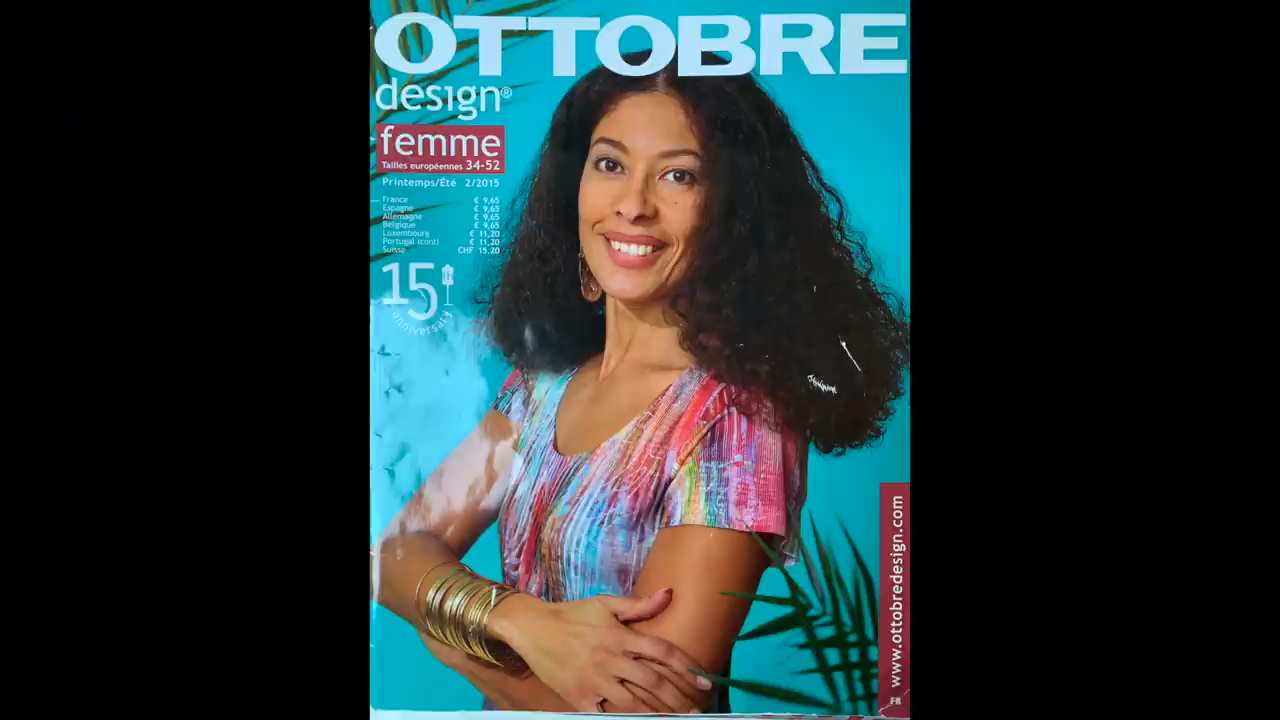 OTTOBRE
design®
femme
Tailles européennes 34-52
Printemps/Été 2/2015
France € 9,65
Espagne € 9,65
Allemagne € 9,65
Belgique € 9,65
Luxembourg € 11,20
Portugal (cont) € 11,20
Suisse CHF 15,20
15th
anniversary
www.ottobredesign.com
FR